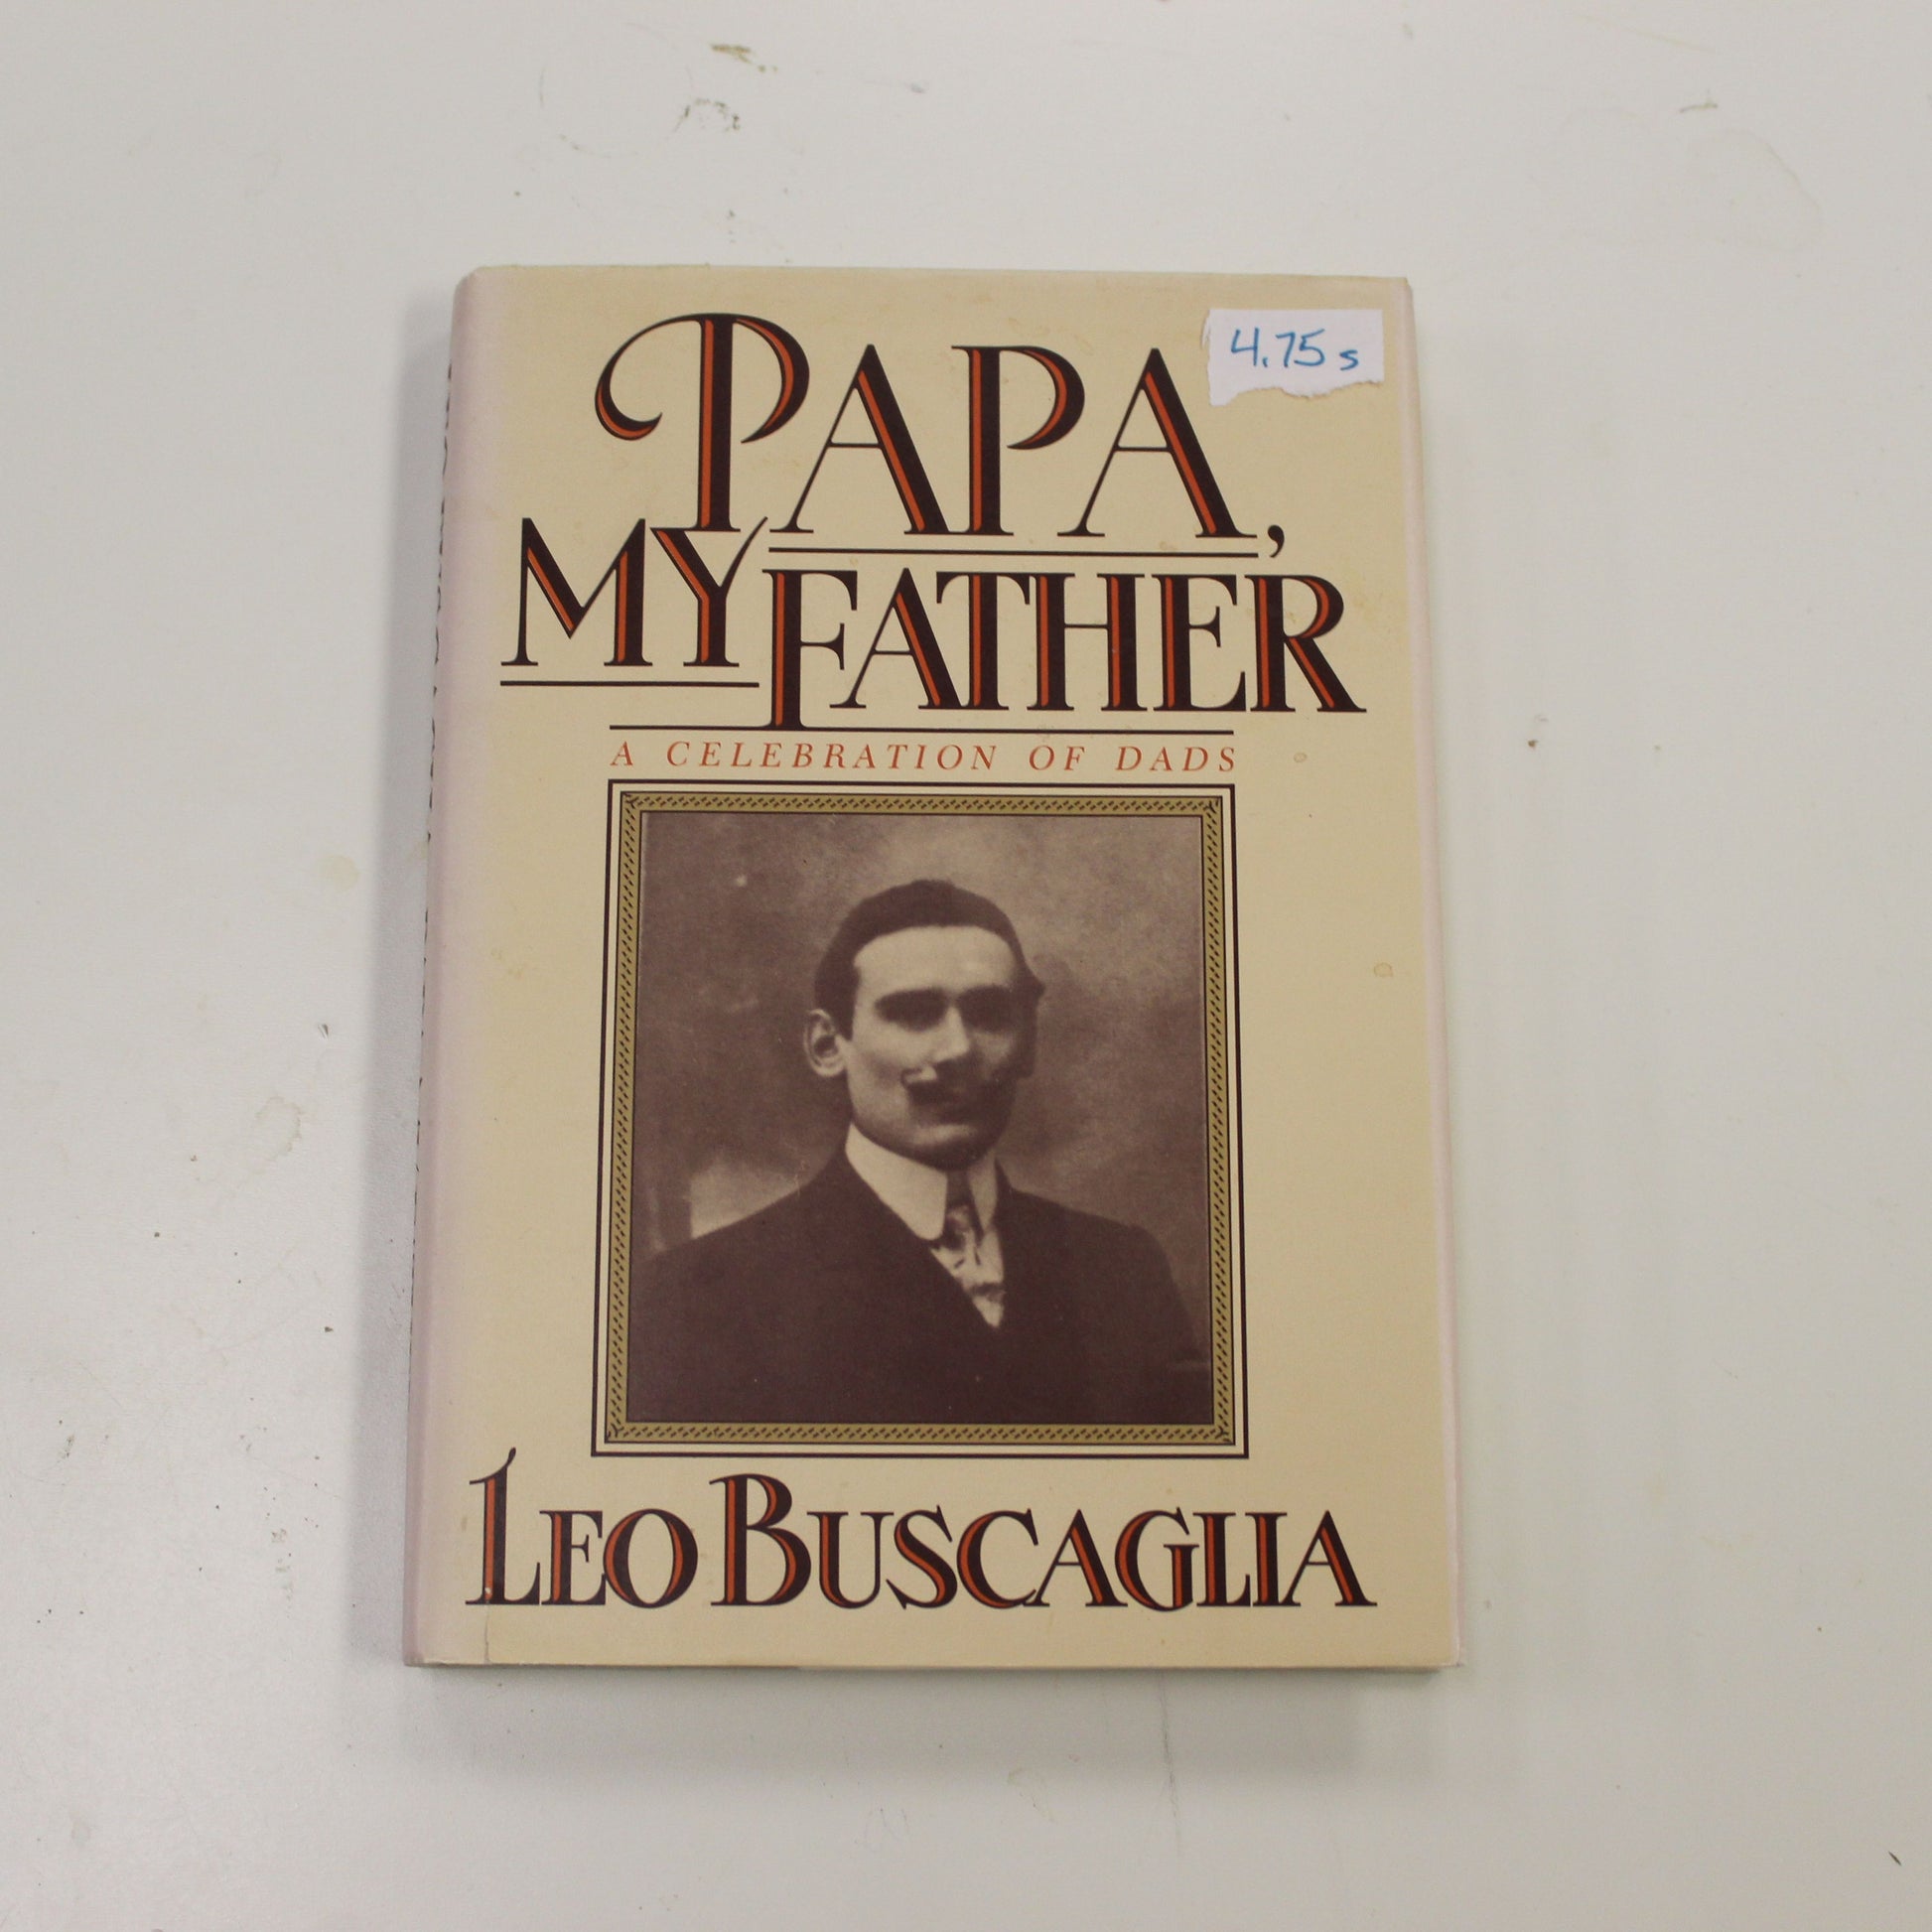 4.75 s
PAPA,
MY FATHER
A CELEBRATION OF DADS
LEO BUSCAGLIA